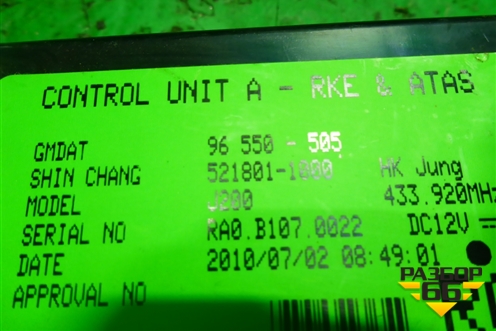 CONTROL UNIT A - RKE & ATAS
GMDAT 96 550 - 505
SHIN CHANG 521801-1000 HK Jung
MODEL J200 433.920MHz
SERIAL NO RA0.B107.0022 DC12V
DATE 2010/07/02 08:49:01
APPROVAL NO
РАЗБОР
66